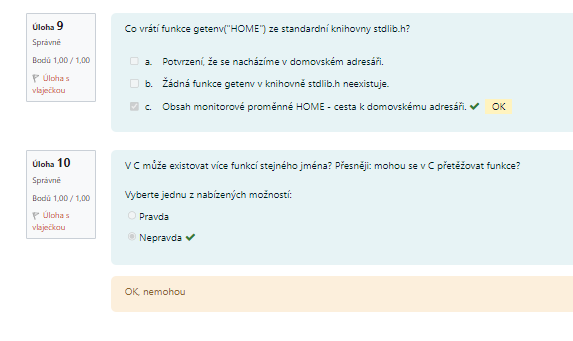 Úloha 9
Správně
Bodů 1,00 / 1,00
Úloha s
vlaječkou
Co vrátí funkce getenv("HOME") ze standardní knihovny stdlib.h?
a. Potvrzení, že se nacházíme v domovském adresáři.
b. Žádná funkce getenv v knihovně stdlib.h neexistuje.
c. Obsah monitorové proměnné HOME - cesta k domovskému adresáři. OK
Úloha 10
Správně
Bodů 1,00 / 1,00
Úloha s
vlaječkou
V C může existovat více funkcí stejného jména? Přesněji: mohou se v C přetěžovat funkce?
Vyberte jednu z nabízených možností:
Pravda
Nepravda
OK, nemohou